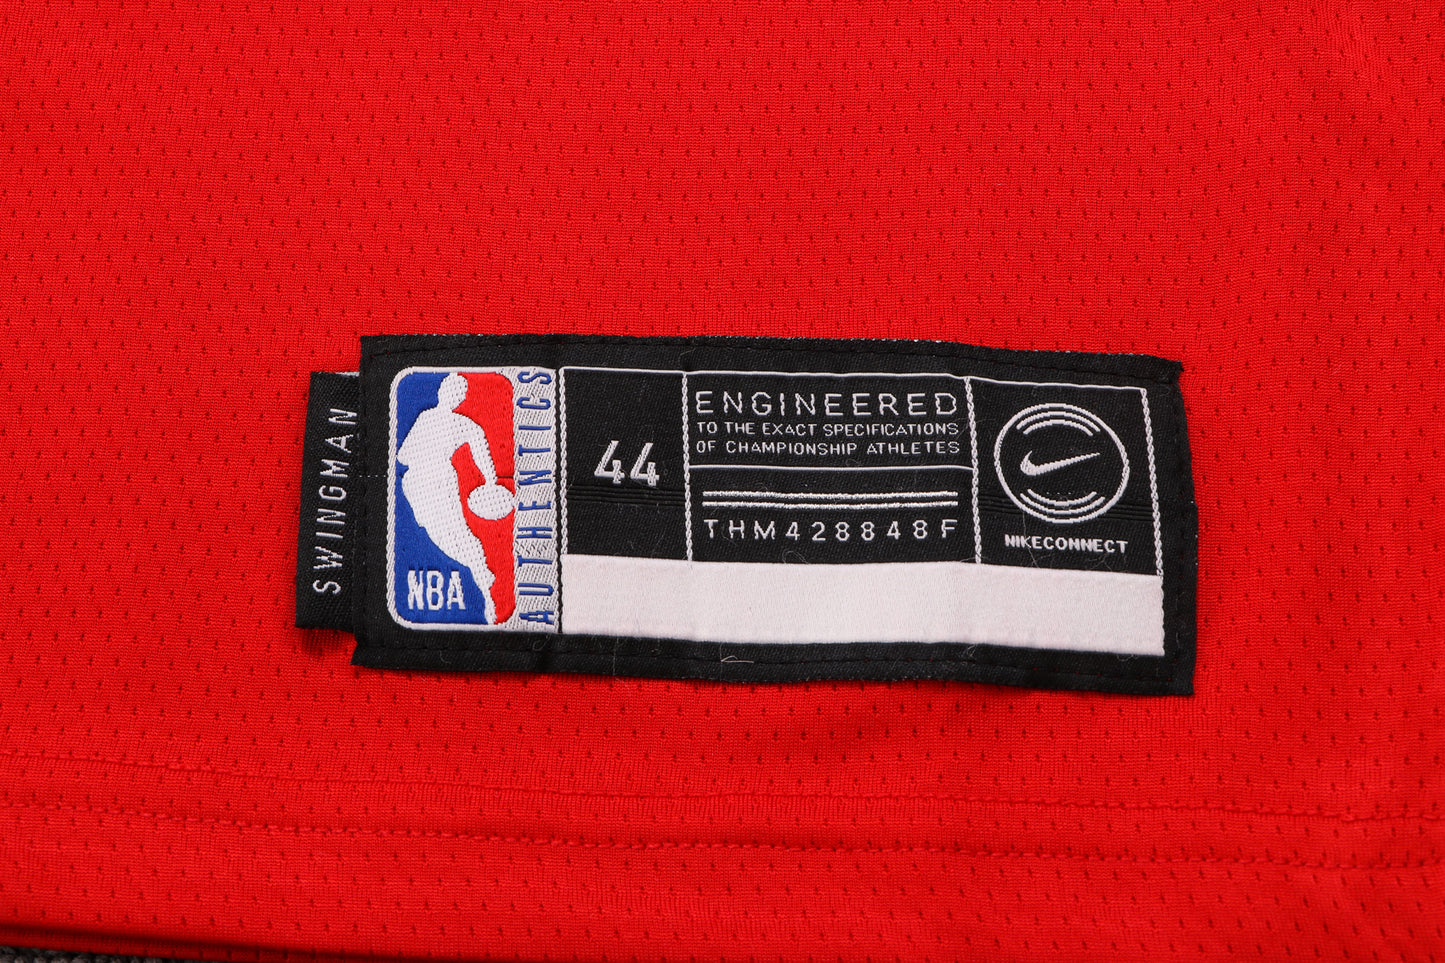 SWINGMAN
NBA
AUTHENTICS
44
ENGINEERED
TO THE EXACT SPECIFICATIONS
OF CHAMPIONSHIP ATHLETES
THM428848F
NIKECONNECT